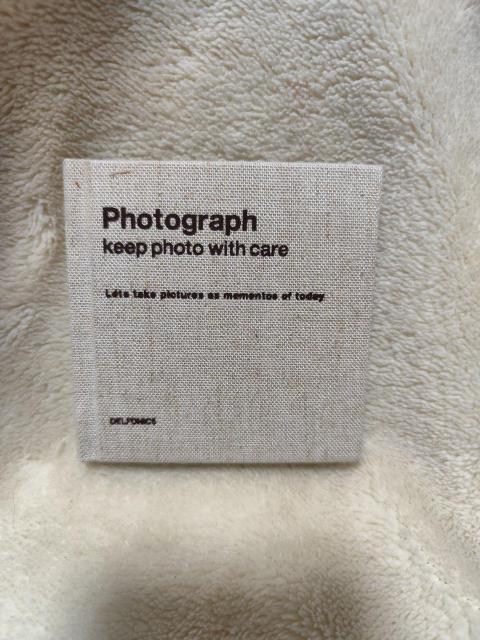 Photograph
keep photo with care
Lets take pictures as mementos of today
DELFONICS